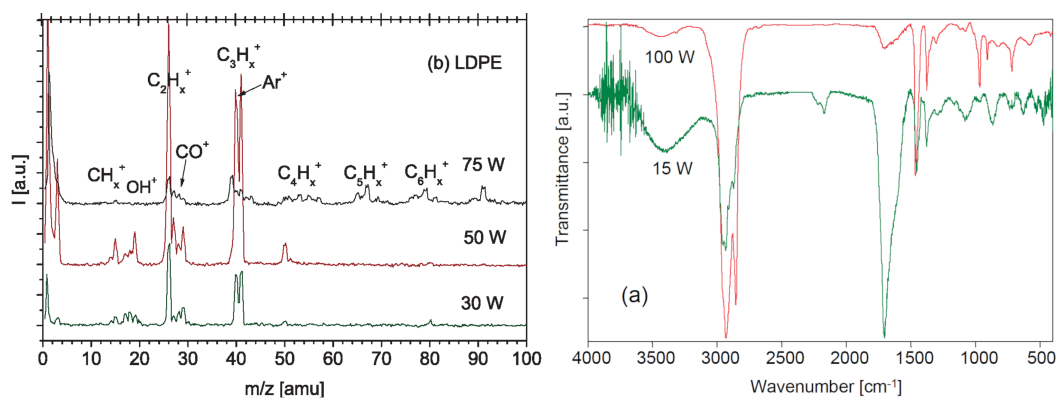 (b) LDPE
C₃Hₓ⁺
C₂Hₓ⁺
Ar⁺
CO⁺
CHₓ⁺
OH⁺
C₄Hₓ⁺
C₅Hₓ⁺
C₆Hₓ⁺
75 W
50 W
30 W
I [a.u.]
0 10 20 30 40 50 60 70 80 90 100
m/z [amu]
100 W
15 W
(a)
Transmittance [a.u.]
4000 3500 3000 2500 2000 1500 1000 500
Wavenumber [cm⁻¹]